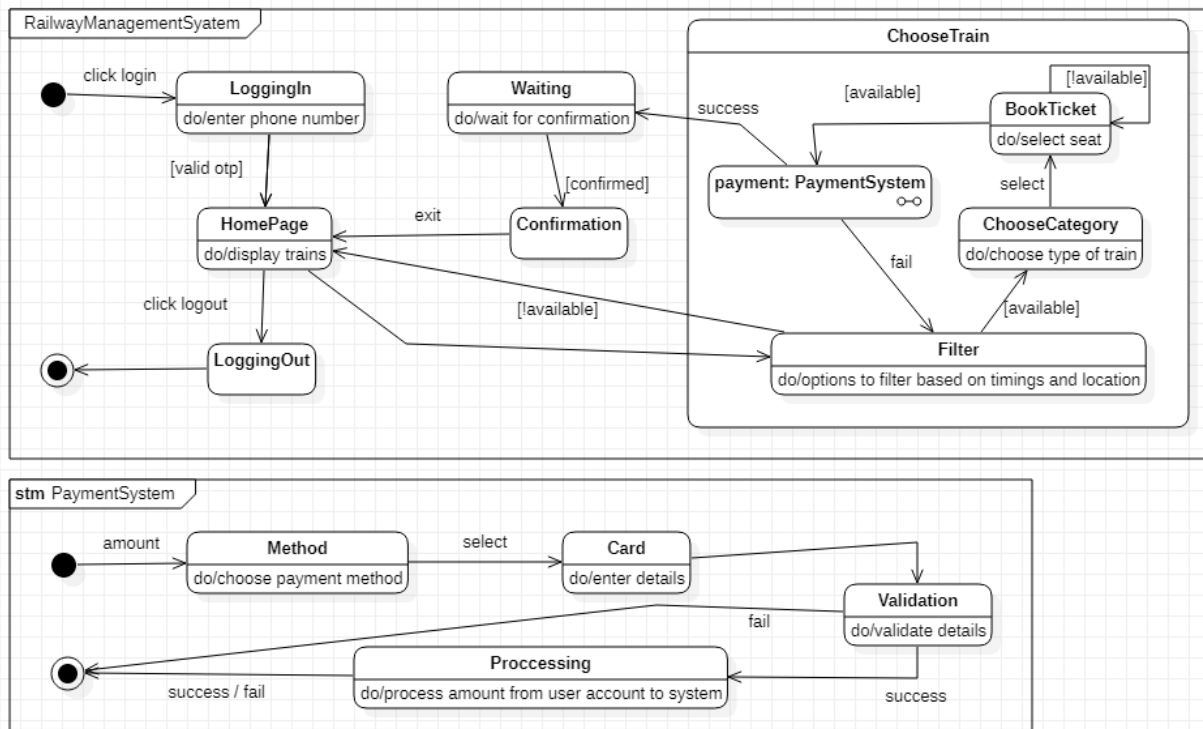 RailwayManagementSystem
ChooseTrain
click login
LoggingIn
do/enter phone number
Waiting
do/wait for confirmation
success
[available]
[!available]
BookTicket
do/select seat
[valid otp]
[confirmed]
payment: PaymentSystem
select
HomePage
do/display trains
exit
Confirmation
ChooseCategory
do/choose type of train
fail
click logout
[!available]
[available]
LoggingOut
Filter
do/options to filter based on timings and location
stm PaymentSystem
amount
Method
do/choose payment method
select
Card
do/enter details
Validation
do/validate details
fail
Proccessing
do/process amount from user account to system
success / fail
success